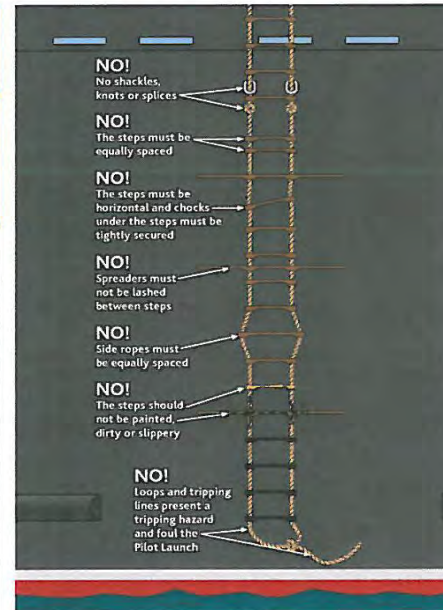 NO!
No shackles,
knots or splices
NO!
The steps must be
equally spaced
NO!
The steps must be
horizontal and chocks
under the steps must be
tightly secured
NO!
Spreaders must
not be lashed
between steps
NO!
Side ropes must
be equally spaced
NO!
The steps should
not be painted,
dirty or slippery
NO!
Loops and tripping
lines present a
tripping hazard
and foul the
Pilot Launch